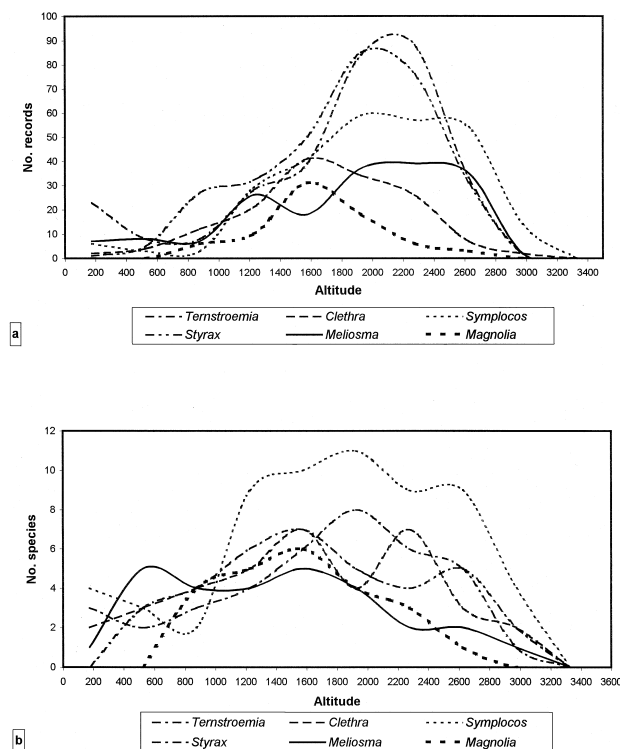 100
90
80
70
60
50
40
30
20
10
0
No. records
0 200 400 600 800 1000 1200 1400 1600 1800 2000 2200 2400 2600 2800 3000 3200 3400
Altitude
Ternstroemia Clethra Symplocos
Styrax Meliosma Magnolia
a
12
10
8
6
4
2
0
No. species
0 200 400 600 800 1000 1200 1400 1600 1800 2000 2200 2400 2600 2800 3000 3200 3400 3600
Altitude
Ternstroemia Clethra Symplocos
Styrax Meliosma Magnolia
b